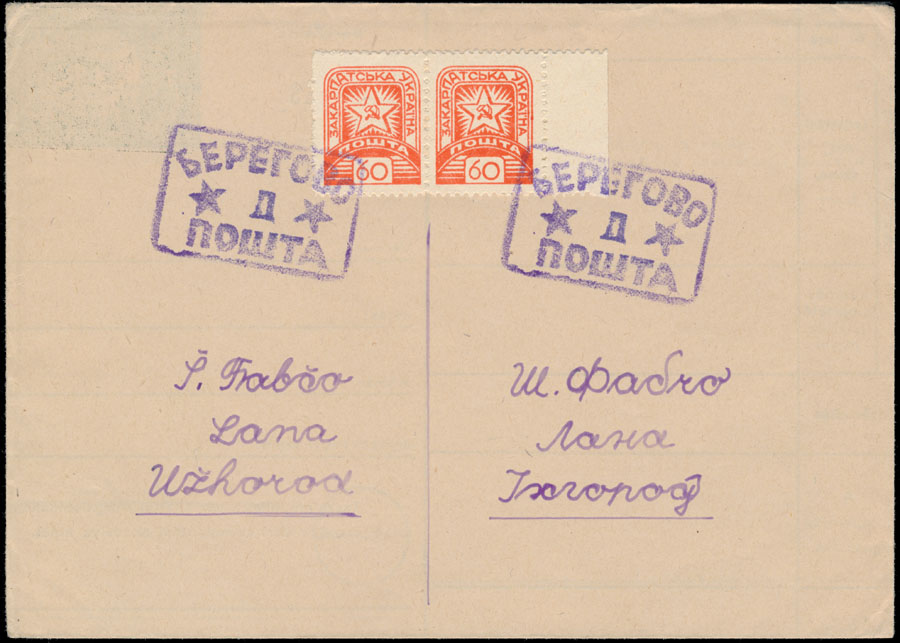 ЗАКАРПАТСЬКА УКРАЇНА
ПОШТА
60
ЗАКАРПАТСЬКА УКРАЇНА
ПОШТА
60
БЕРЕГОВО
Д
ПОШТА
БЕРЕГОВО
Д
ПОШТА
Š. Fabčo
Lana
Užhorod
Ш. Фабчо
Лана
Ужгород